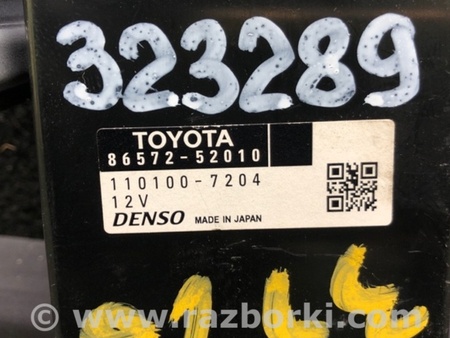 323289
TOYOTA
86572-52010
110100-7204
12V
DENSO MADE IN JAPAN
© www.razborki.com